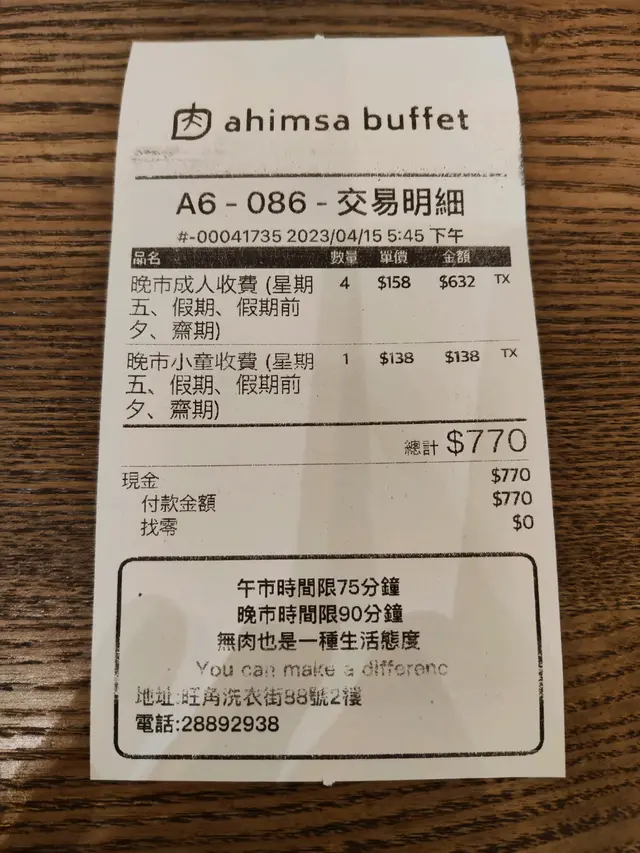 ahimsa buffet
A6 - 086 - 交易明細
#-00041735 2023/04/15 5:45 下午
品名 數量 單價 金額
晚市成人收費 (星期 4 $158 $632 TX
五、假期、假期前
夕、齋期)
晚市小童收費 (星期 1 $138 $138 TX
五、假期、假期前
夕、齋期)
總計 $770
現金 $770
付款金額 $770
找零 $0
午市時間限75分鐘
晚市時間限90分鐘
無肉也是一種生活態度
You can make a differenc
地址:旺角洗衣街88號2樓
電話:28892938